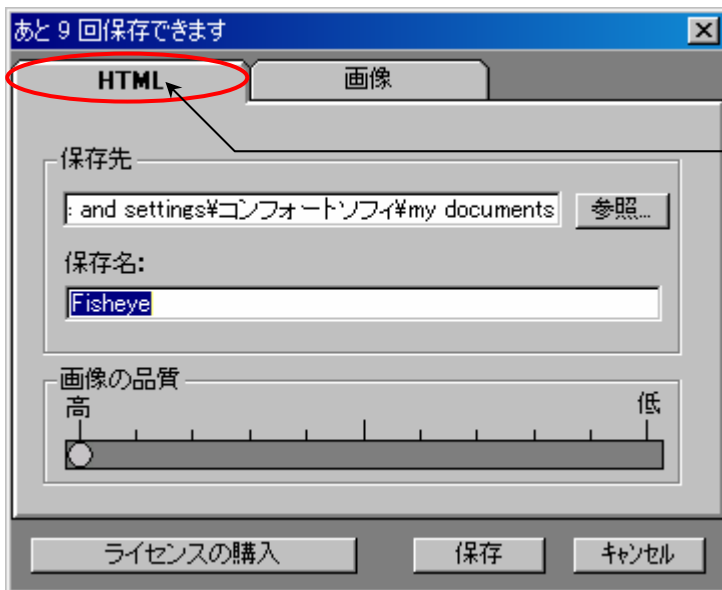 あと 9 回保存できます
HTML
画像
保存先
: and settings¥コンフォートソフィ¥my documents
参照...
保存名:
Fisheye
画像の品質
高
低
ライセンスの購入
保存
キャンセル